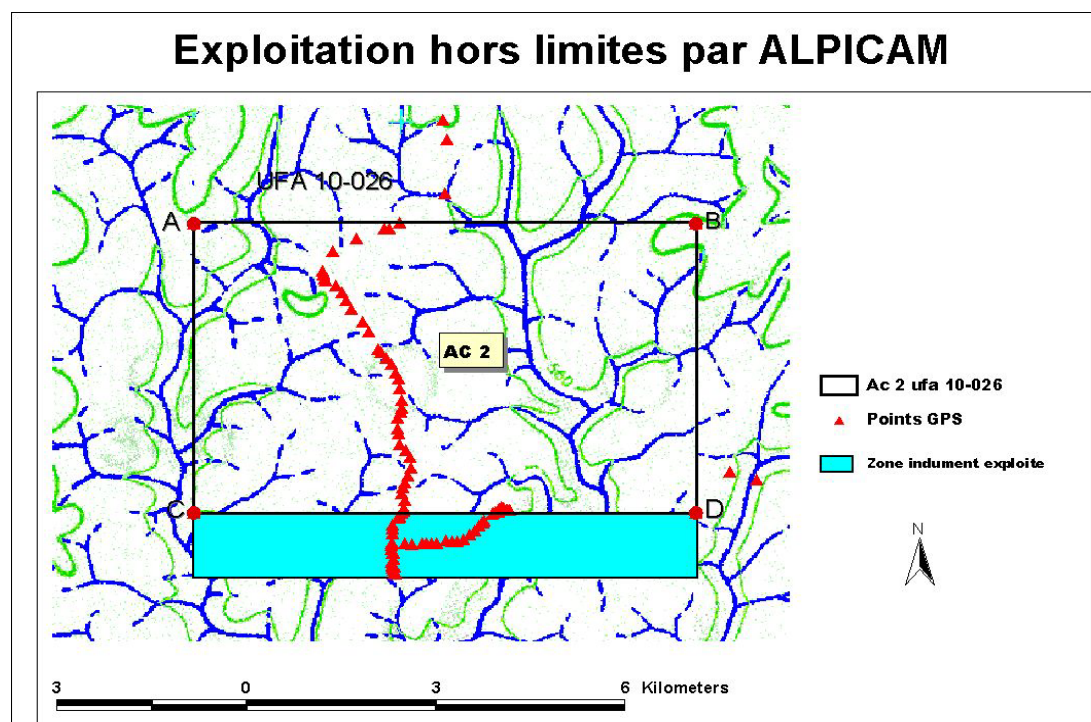 Exploitation hors limites par ALPICAM
UFA 10-026
A
B
AC 2
560
Ac 2 ufa 10-026
Points GPS
Zone indument exploite
C
D
N
3 0 3 6 Kilometers